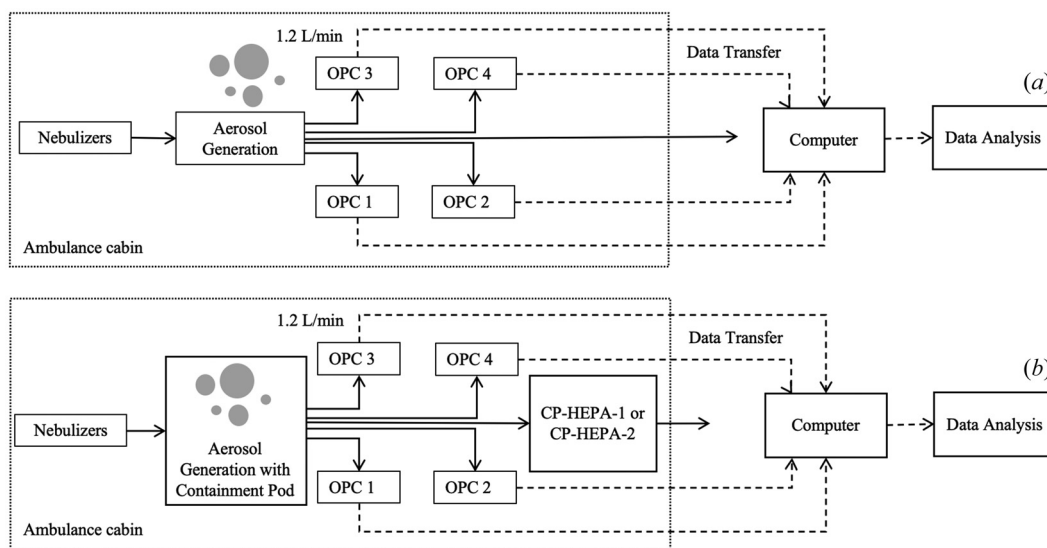 1.2 L/min
OPC 3
OPC 4
Data Transfer
(a)
Nebulizers
Aerosol
Generation
Computer
Data Analysis
OPC 1
OPC 2
Ambulance cabin
1.2 L/min
OPC 3
OPC 4
Data Transfer
(b)
Nebulizers
Aerosol
Generation with
Containment Pod
CP-HEPA-1 or
CP-HEPA-2
Computer
Data Analysis
OPC 1
OPC 2
Ambulance cabin